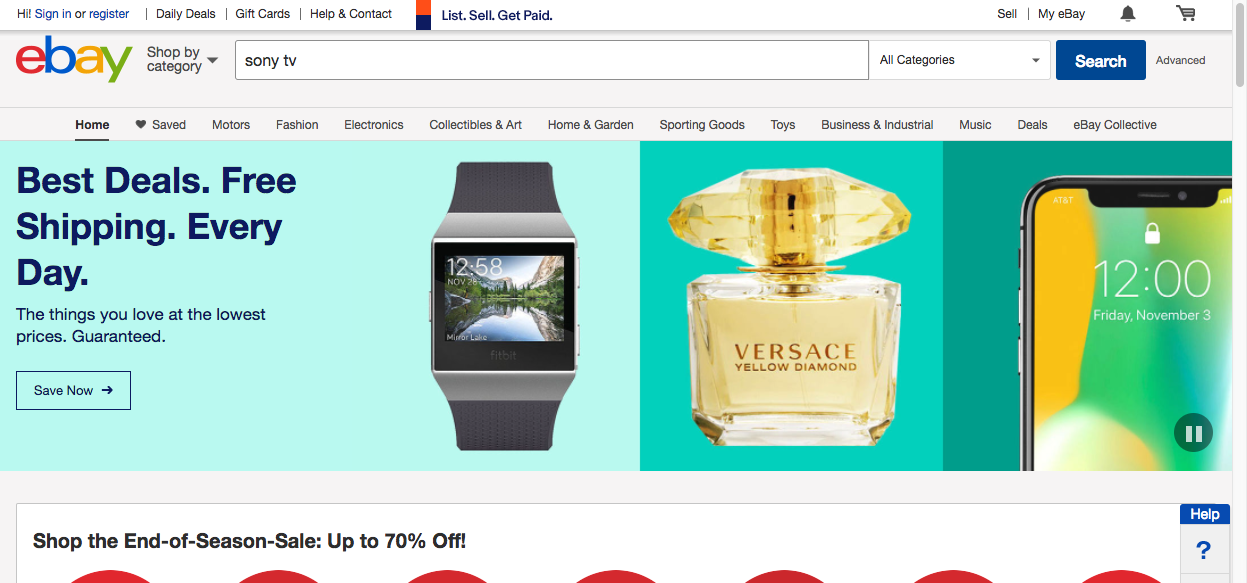 Hi! Sign in or register | Daily Deals | Gift Cards | Help & Contact List. Sell. Get Paid. Sell | My eBay
ebay Shop by category sony tv All Categories Search Advanced
Home Saved Motors Fashion Electronics Collectibles & Art Home & Garden Sporting Goods Toys Business & Industrial Music Deals eBay Collective
Best Deals. Free
Shipping. Every
Day.
The things you love at the lowest
prices. Guaranteed.
Save Now →
12:58
NOV 28
Mirror Lake
fitbit
VERSACE
YELLOW DIAMOND
AT&T
12:00
Friday, November 3
Help
?
Shop the End-of-Season-Sale: Up to 70% Off!